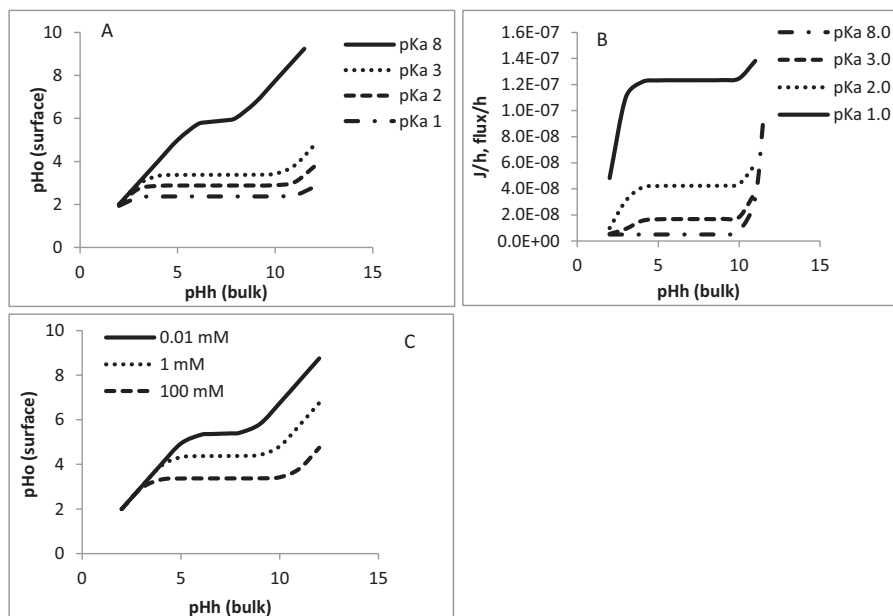 A
pKa 8
pKa 3
pKa 2
pKa 1
pHo (surface)
10
8
6
4
2
0
0 5 10 15
pHh (bulk)
B
pKa 8.0
pKa 3.0
pKa 2.0
pKa 1.0
J/h, flux/h
1.6E-07
1.4E-07
1.2E-07
1.0E-07
8.0E-08
6.0E-08
4.0E-08
2.0E-08
0.0E+00
0 5 10 15
pHh (bulk)
C
0.01 mM
1 mM
100 mM
pHo (surface)
10
8
6
4
2
0
0 5 10 15
pHh (bulk)